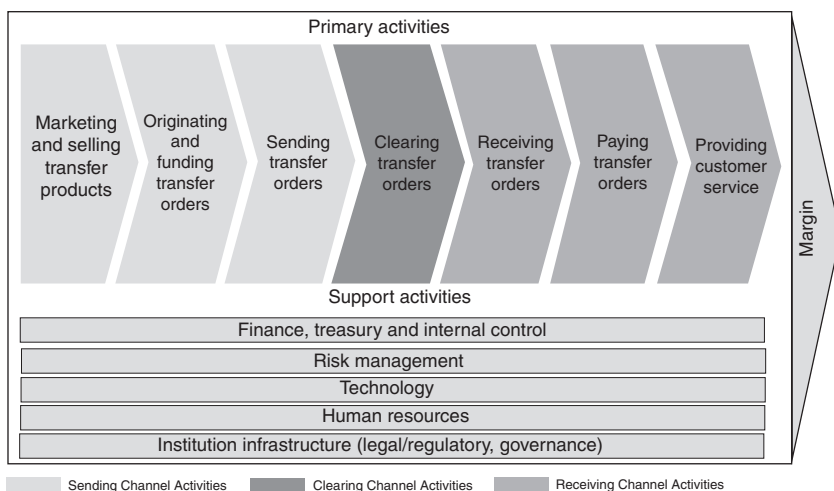 Primary activities
Marketing
and selling
transfer
products
Originating
and
funding
transfer
orders
Sending
transfer
orders
Clearing
transfer
orders
Receiving
transfer
orders
Paying
transfer
orders
Providing
customer
service
Margin
Support activities
Finance, treasury and internal control
Risk management
Technology
Human resources
Institution infrastructure (legal/regulatory, governance)
Sending Channel Activities
Clearing Channel Activities
Receiving Channel Activities